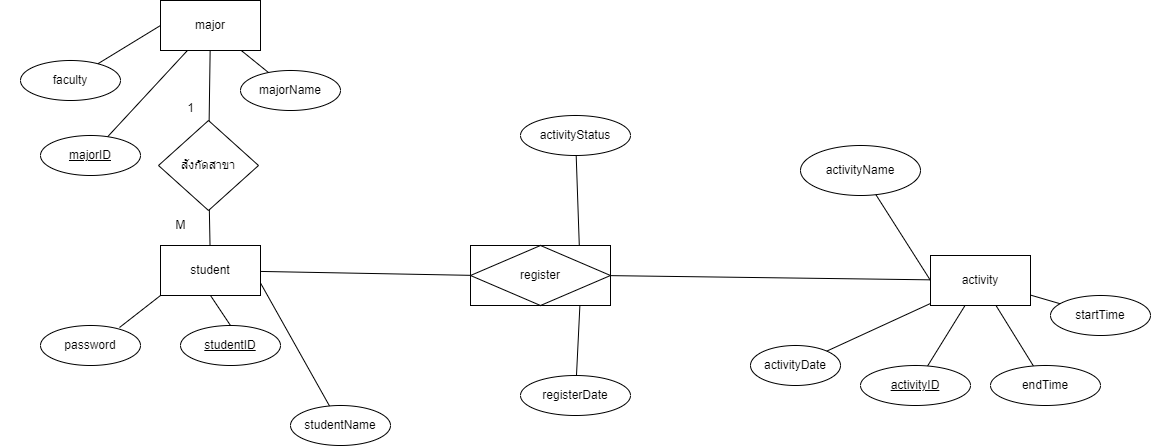 major
faculty
majorName
1
majorID
สังกัดสาขา
M
activityStatus
activityName
student
register
activity
password
studentID
studentName
registerDate
startTime
activityDate
activityID
endTime